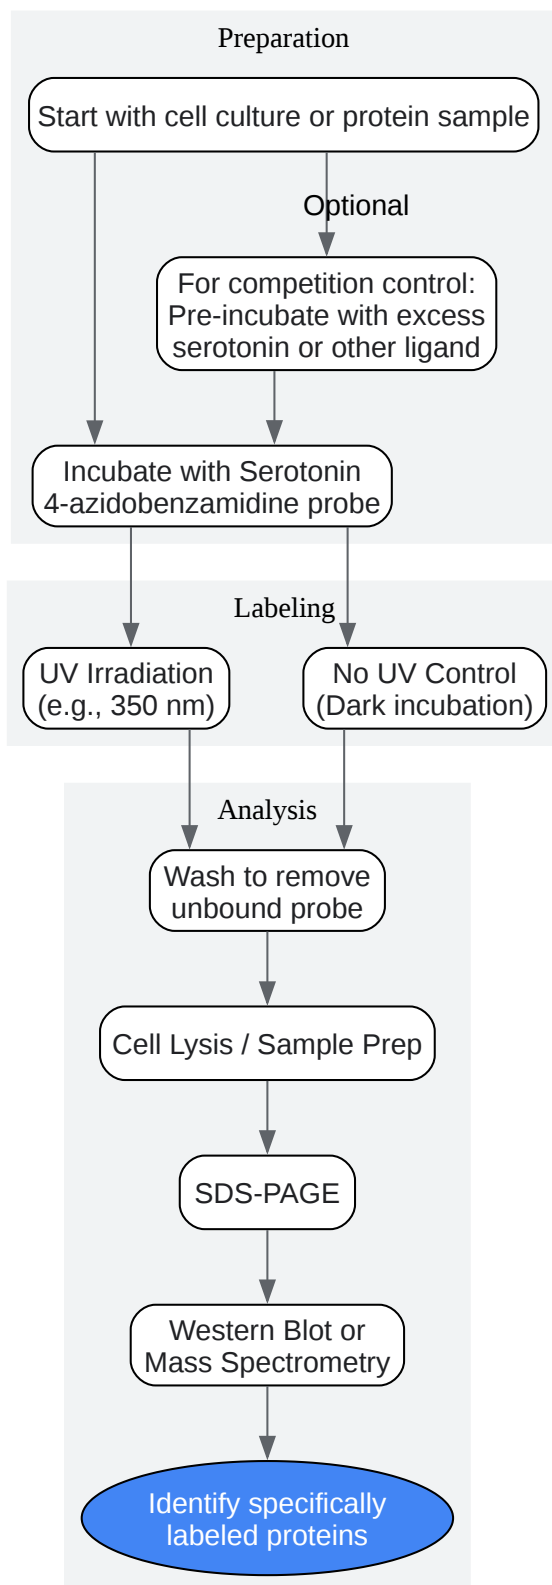 Preparation
Start with cell culture or protein sample
Optional
For competition control:
Pre-incubate with excess
serotonin or other ligand
Incubate with Serotonin
4-azidobenzamidine probe
Labeling
UV Irradiation
(e.g., 350 nm)
No UV Control
(Dark incubation)
Analysis
Wash to remove
unbound probe
Cell Lysis / Sample Prep
SDS-PAGE
Western Blot or
Mass Spectrometry
Identify specifically
labeled proteins